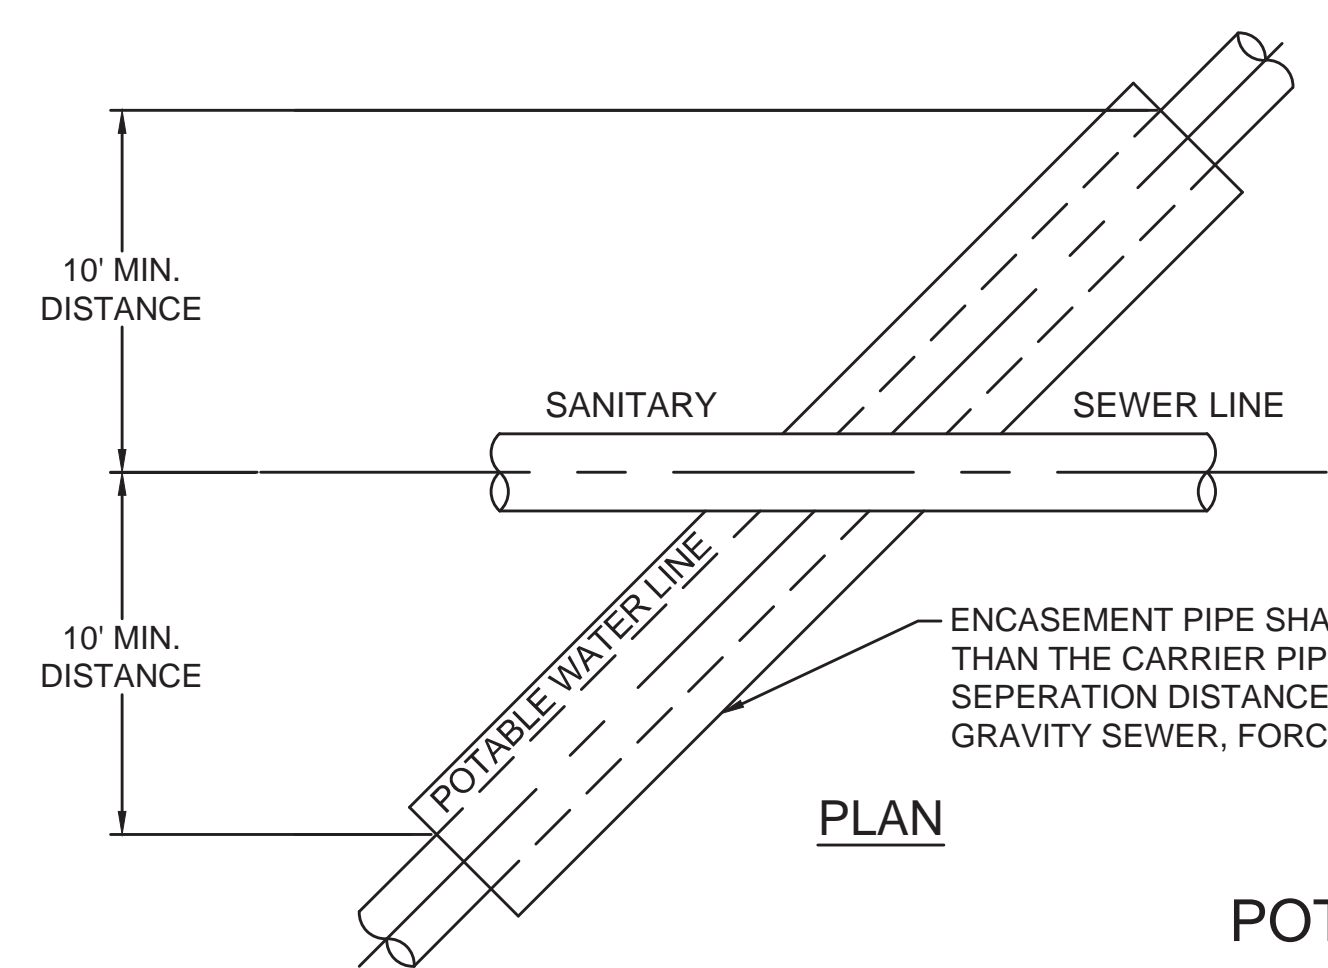 10' MIN.
DISTANCE
SANITARY
SEWER LINE
10' MIN.
DISTANCE
POTABLE WATER LINE
ENCASEMENT PIPE SHA
THAN THE CARRIER PIP
SEPERATION DISTANCE
GRAVITY SEWER, FORC
PLAN
POT